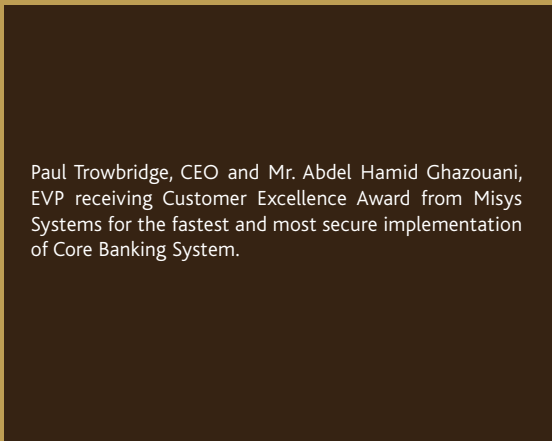 Paul Trowbridge, CEO and Mr. Abdel Hamid Ghazouani,
EVP receiving Customer Excellence Award from Misys
Systems for the fastest and most secure implementation
of Core Banking System.